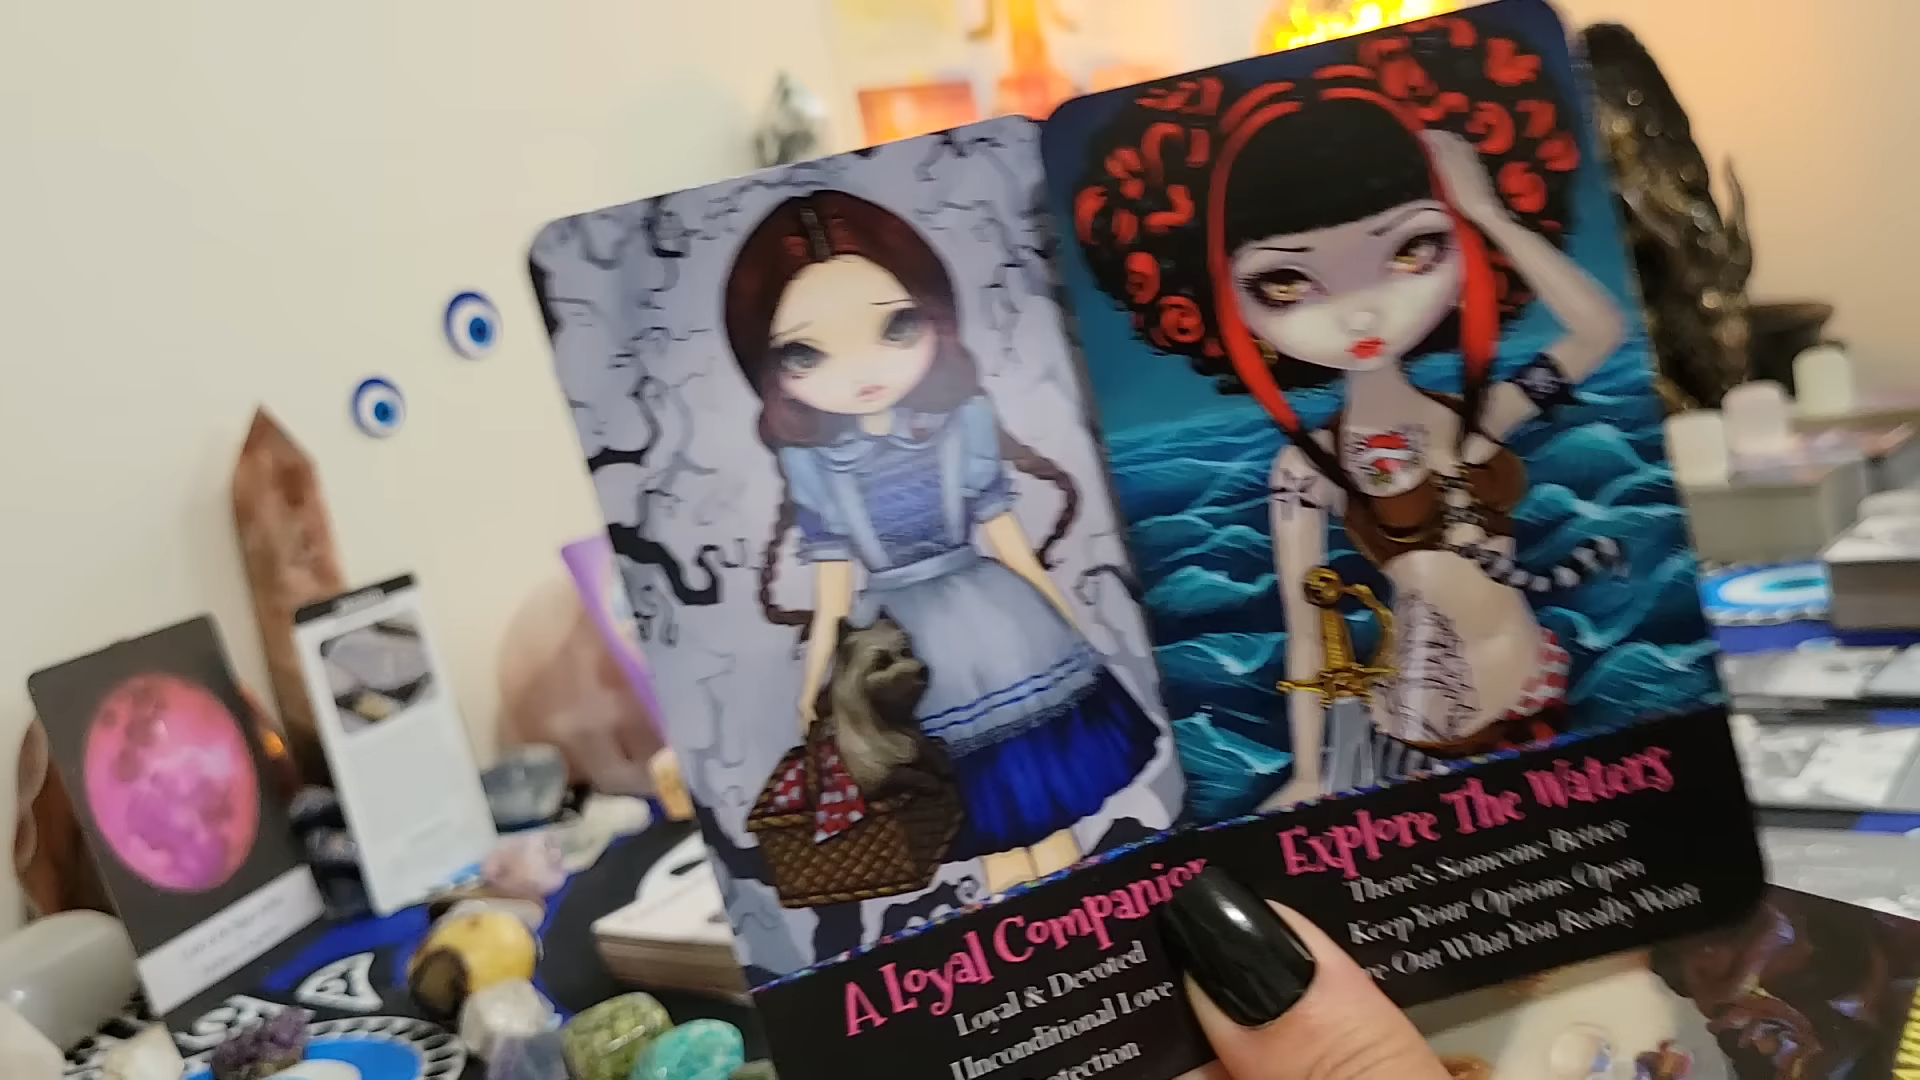 A Loyal Companion
Loyal & Devoted
Unconditional Love
Explore The Waters
There's Someone Better
Keep Your Options Open
Out What You Really Want